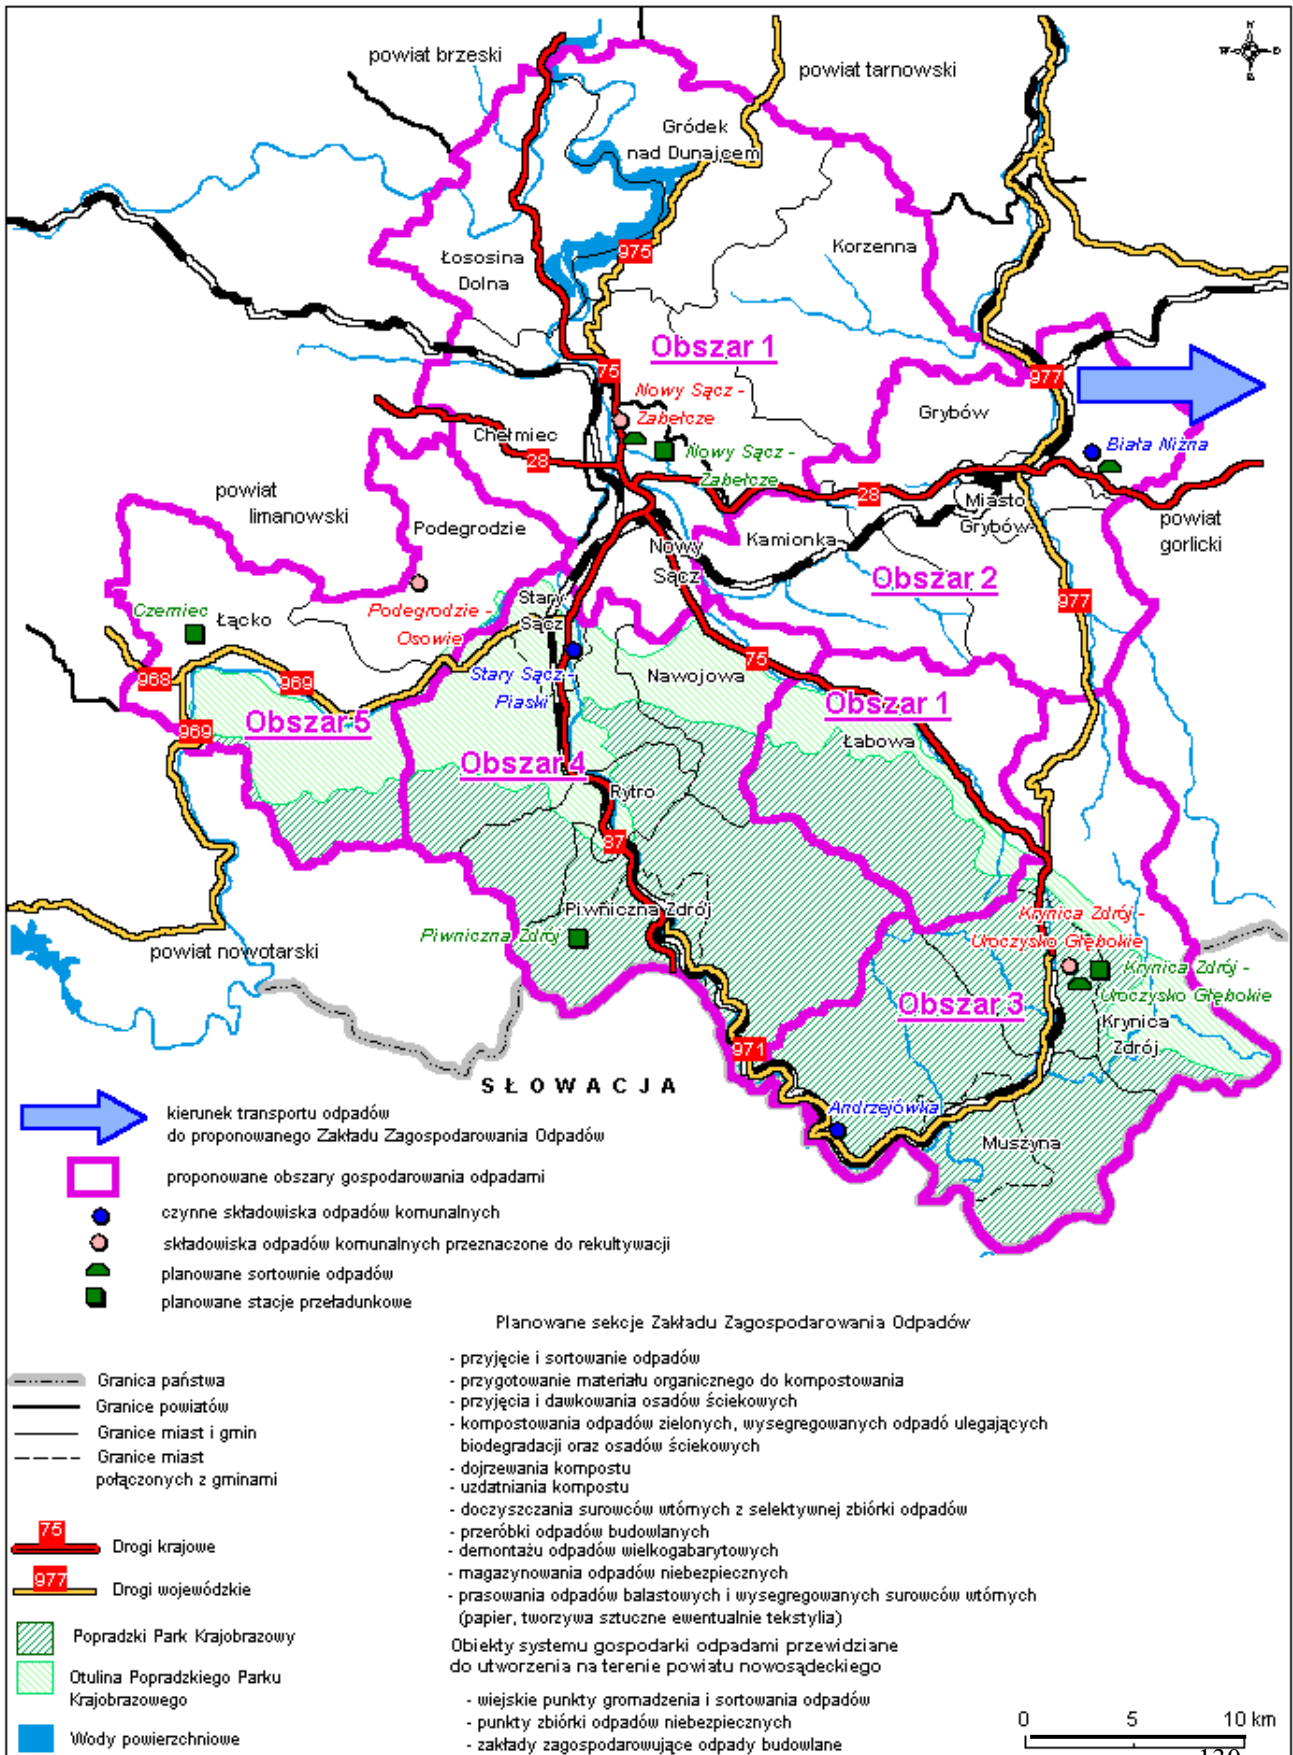 powiat brzeski
powiat tarnowski
Gródek
nad Dunajcem
Korzenna
975
Łososina
Dolna
Obszar 1
75
977
Nowy Sącz -
Zabełcze
Grybów
Chełmiec
Nowy Sącz -
Zabełcze
Biała Niżna
28
28
powiat
limanowski
Podegrodzie
Miasto
Grybów
powiat
gorlicki
Kamionka
Nowy
Sącz
Obszar 2
977
Czerniec
Łącko
Podegrodzie -
Osowie
Stary
Sącz
968
969
969
Stary Sącz -
Piaski
Nawojowa
75
Obszar 5
Obszar 1
Łabowa
Obszar 4
Rytro
87
Piwniczna Zdrój
Piwniczna Zdrój
powiat nowotarski
Krynica Zdrój -
Uroczysko Głębokie
Krynica Zdrój -
Uroczysko Głębokie
Obszar 3
Krynica
Zdrój
971
SŁOWACJA
Andrzejówka
Muszyna
kierunek transportu odpadów
do proponowanego Zakładu Zagospodarowania Odpadów
proponowane obszary gospodarowania odpadami
czynne składowiska odpadów komunalnych
składowiska odpadów komunalnych przeznaczone do rekultywacji
planowane sortownie odpadów
planowane stacje przeładunkowe
Granica państwa
Granice powiatów
Granice miast i gmin
Granice miast
połączonych z gminami
75
Drogi krajowe
977
Drogi wojewódzkie
Popradzki Park Krajobrazowy
Otulina Popradzkiego Parku
Krajobrazowego
Wody powierzchniowe
Planowane sekcje Zakładu Zagospodarowania Odpadów
- przyjęcie i sortowanie odpadów
- przygotowanie materiału organicznego do kompostowania
- przyjęcia i dawkowania osadów ściekowych
- kompostowania odpadów zielonych, wysegregowanych odpadó ulegających
biodegradacji oraz osadów ściekowych
- dojrzewania kompostu
- uzdatniania kompostu
- doczyszczania surowców wtórnych z selektywnej zbiórki odpadów
- przeróbki odpadów budowlanych
- demontażu odpadów wielkogabarytowych
- magazynowania odpadów niebezpiecznych
- prasowania odpadów balastowych i wysegregowanych surowców wtórnych
(papier, tworzywa sztuczne ewentualnie tekstylia)
Obiekty systemu gospodarki odpadami przewidziane
do utworzenia na terenie powiatu nowosądeckiego
- wiejskie punkty gromadzenia i sortowania odpadów
- punkty zbiórki odpadów niebezpiecznych
- zakłady zagospodarowujące odpady budowlane
0 5 10 km